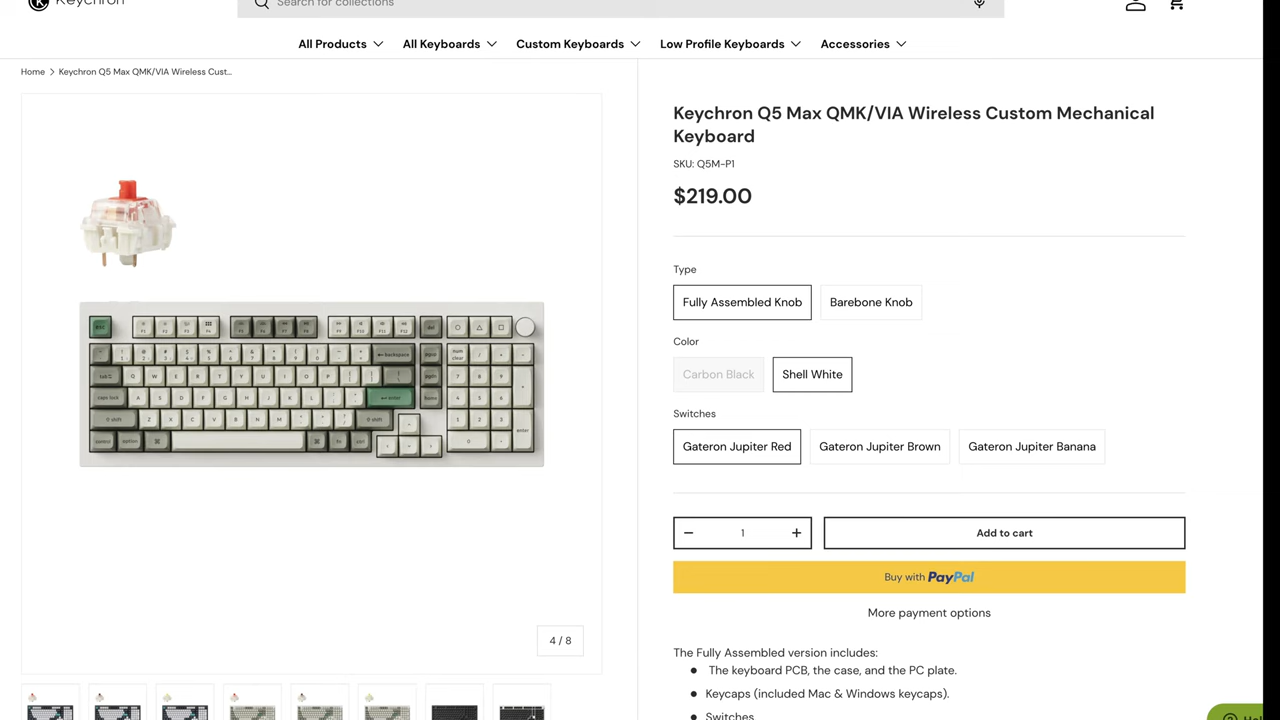 Keychron
Search for collections
All Products
All Keyboards
Custom Keyboards
Low Profile Keyboards
Accessories
Home
Keychron Q5 Max QMK/VIA Wireless Cust...
Keychron Q5 Max QMK/VIA Wireless Custom Mechanical
Keyboard
SKU: Q5M-P1
$219.00
Type
Fully Assembled Knob
Barebone Knob
Color
Carbon Black
Shell White
Switches
Gateron Jupiter Red
Gateron Jupiter Brown
Gateron Jupiter Banana
1
Add to cart
Buy with PayPal
More payment options
4 / 8
The Fully Assembled version includes:
The keyboard PCB, the case, and the PC plate.
Keycaps (included Mac & Windows keycaps).
Switches